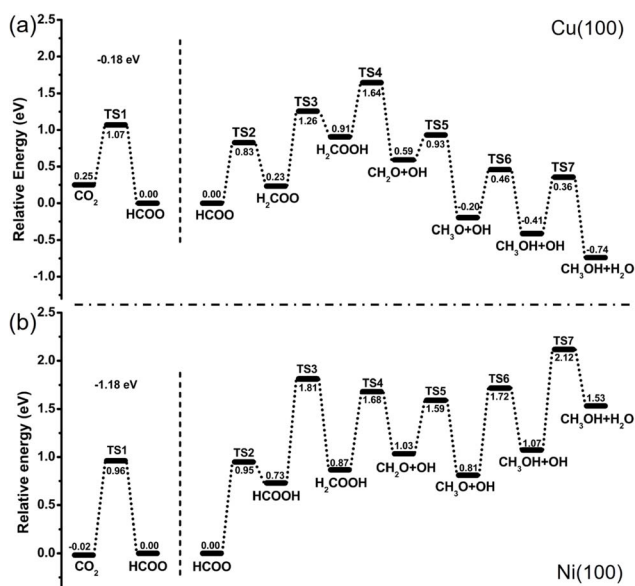 (a)
Cu(100)
Relative Energy (eV)
2.5
2.0
1.5
1.0
0.5
0.0
-0.5
-1.0
-0.18 eV
0.25
CO2
TS1
1.07
0.00
HCOO
0.00
HCOO
TS2
0.83
0.23
H2COO
TS3
1.26
0.91
H2COOH
TS4
1.64
0.59
CH2O+OH
TS5
0.93
-0.20
CH3O+OH
TS6
0.46
-0.41
CH3OH+OH
TS7
0.36
-0.74
CH3OH+H2O
(b)
Relative energy (eV)
2.5
2.0
1.5
1.0
0.5
0.0
-1.18 eV
-0.02
CO2
TS1
0.96
0.00
HCOO
0.00
HCOO
TS2
0.95
0.73
HCOOH
TS3
1.81
0.87
H2COOH
TS4
1.68
1.03
CH2O+OH
TS5
1.59
0.81
CH3O+OH
TS6
1.72
1.07
CH3OH+OH
TS7
2.12
1.53
CH3OH+H2O
Ni(100)